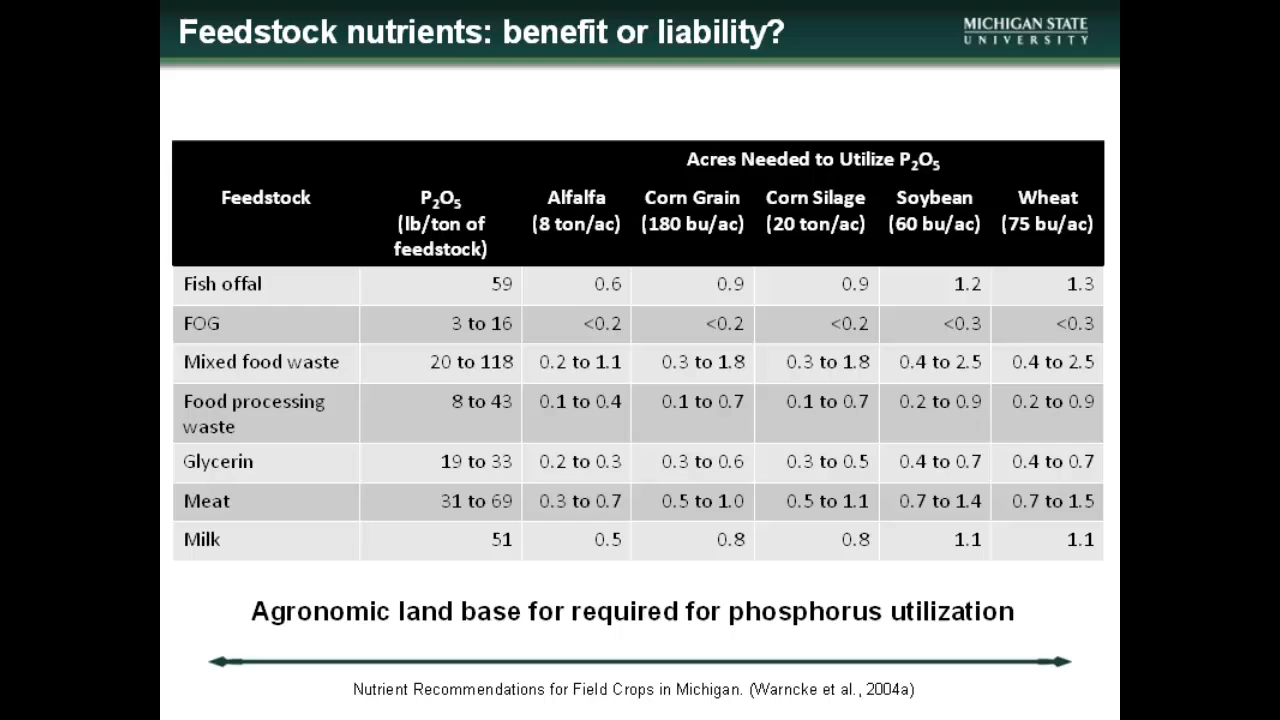 Feedstock nutrients: benefit or liability?
MICHIGAN STATE
UNIVERSITY
Acres Needed to Utilize P₂O₅
Feedstock P₂O₅ Alfalfa Corn Grain Corn Silage Soybean Wheat
(lb/ton of (8 ton/ac) (180 bu/ac) (20 ton/ac) (60 bu/ac) (75 bu/ac)
feedstock)
Fish offal 59 0.6 0.9 0.9 1.2 1.3
FOG 3 to 16 <0.2 <0.2 <0.2 <0.3 <0.3
Mixed food waste 20 to 118 0.2 to 1.1 0.3 to 1.8 0.3 to 1.8 0.4 to 2.5 0.4 to 2.5
Food processing 8 to 43 0.1 to 0.4 0.1 to 0.7 0.1 to 0.7 0.2 to 0.9 0.2 to 0.9
waste
Glycerin 19 to 33 0.2 to 0.3 0.3 to 0.6 0.3 to 0.5 0.4 to 0.7 0.4 to 0.7
Meat 31 to 69 0.3 to 0.7 0.5 to 1.0 0.5 to 1.1 0.7 to 1.4 0.7 to 1.5
Milk 51 0.5 0.8 0.8 1.1 1.1
Agronomic land base for required for phosphorus utilization
Nutrient Recommendations for Field Crops in Michigan. (Warncke et al., 2004a)